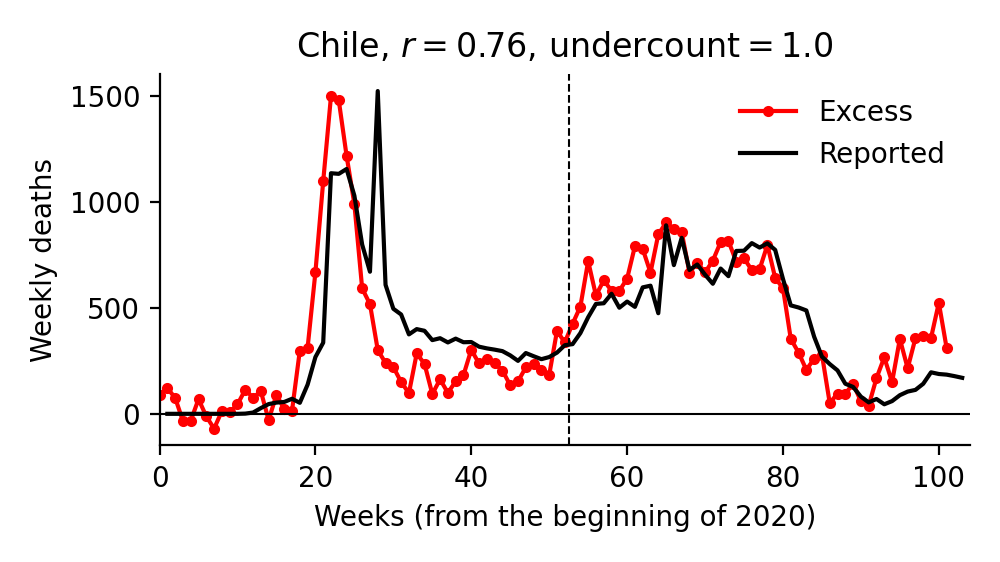 Chile, r = 0.76, undercount = 1.0
Excess
Reported
Weekly deaths
1500
1000
500
0
0 20 40 60 80 100
Weeks (from the beginning of 2020)